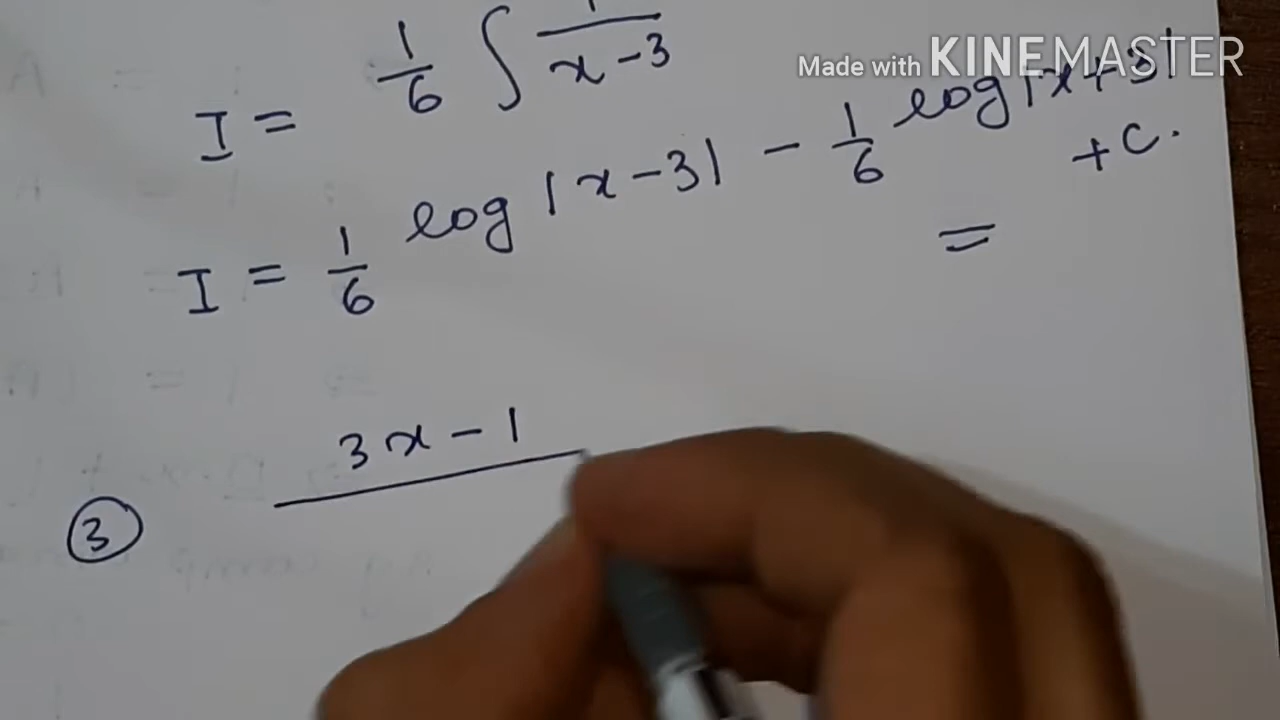 Made with KINEMASTER
I = 1/6 ∫ 1/(x-3)
I = 1/6 log |x-3| - 1/6 log |x+3| + C.
=
③ 3x-1